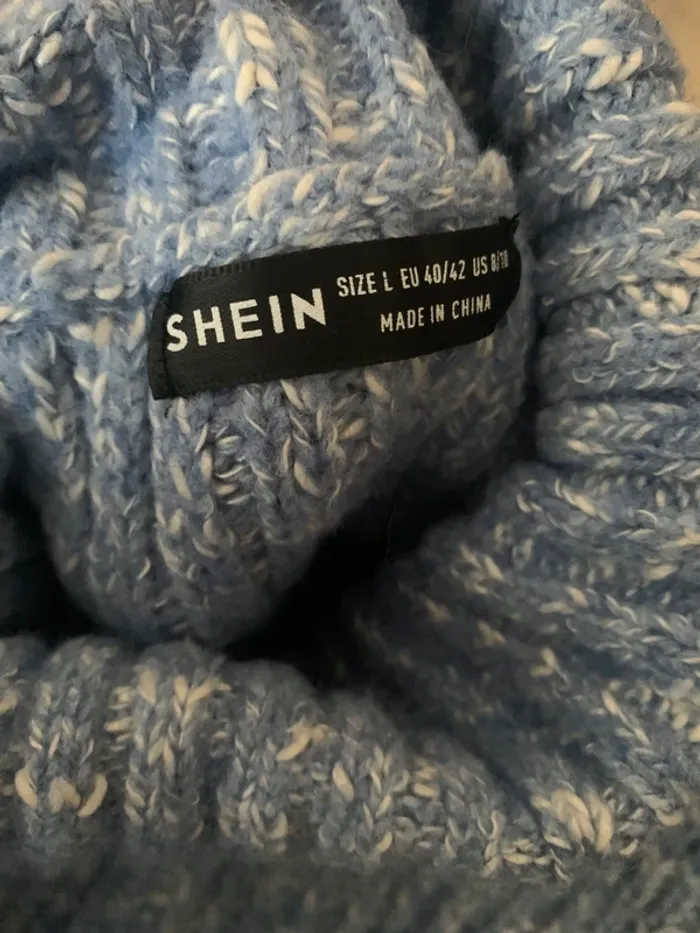 SHEIN
SIZE L EU 40/42 US 8/10
MADE IN CHINA